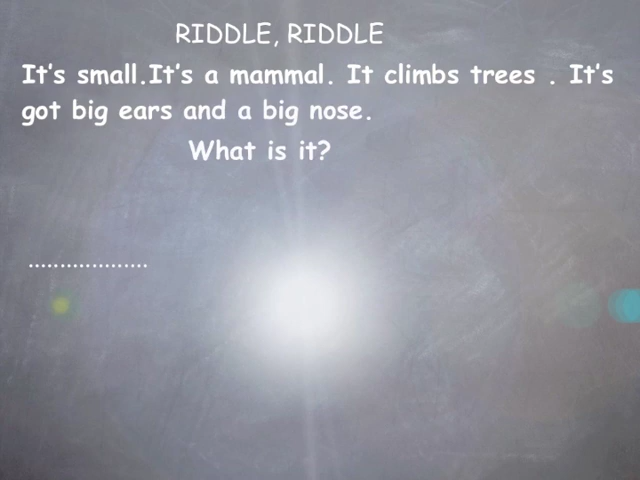 RIDDLE, RIDDLE
It's small.It's a mammal. It climbs trees . It's
got big ears and a big nose.
What is it?
...................